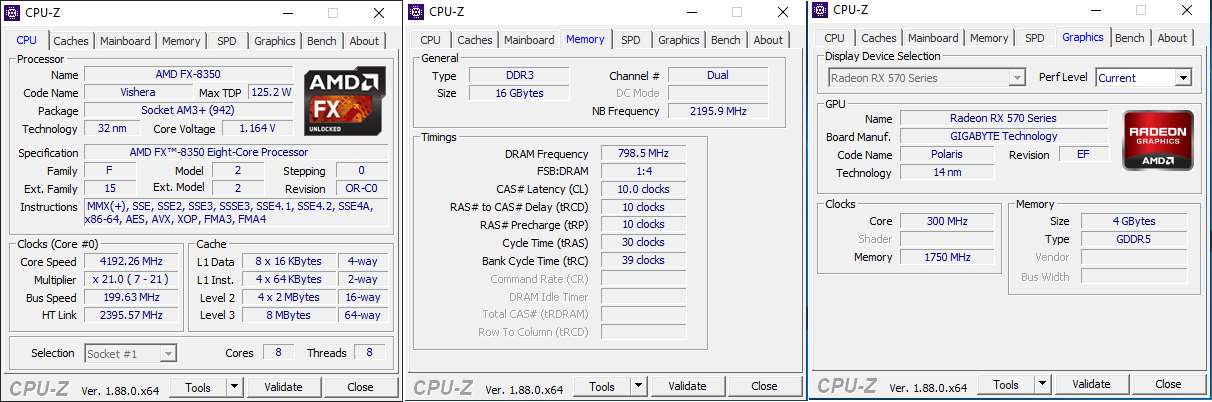 CPU-Z
CPU Caches Mainboard Memory SPD Graphics Bench About
Processor
Name AMD FX-8350
Code Name Vishera Max TDP 125.2 W
Package Socket AM3+ (942)
Technology 32 nm Core Voltage 1.164 V
AMD
FX
UNLOCKED
Specification AMD FX™-8350 Eight-Core Processor
Family F Model 2 Stepping 0
Ext. Family 15 Ext. Model 2 Revision OR-C0
Instructions MMX(+), SSE, SSE2, SSE3, SSSE3, SSE4.1, SSE4.2, SSE4A,
x86-64, AES, AVX, XOP, FMA3, FMA4
Clocks (Core #0)
Core Speed 4192.26 MHz
Multiplier x 21.0 ( 7 - 21 )
Bus Speed 199.63 MHz
HT Link 2395.57 MHz
Cache
L1 Data 8 x 16 KBytes 4-way
L1 Inst. 4 x 64 KBytes 2-way
Level 2 4 x 2 MBytes 16-way
Level 3 8 MBytes 64-way
Selection Socket #1 Cores 8 Threads 8
CPU-Z Ver. 1.88.0.x64 Tools Validate Close
CPU-Z
CPU Caches Mainboard Memory SPD Graphics Bench About
General
Type DDR3 Channel # Dual
Size 16 GBytes DC Mode
NB Frequency 2195.9 MHz
Timings
DRAM Frequency 798.5 MHz
FSB:DRAM 1:4
CAS# Latency (CL) 10.0 clocks
RAS# to CAS# Delay (tRCD) 10 clocks
RAS# Precharge (tRP) 10 clocks
Cycle Time (tRAS) 30 clocks
Bank Cycle Time (tRC) 39 clocks
Command Rate (CR)
DRAM Idle Timer
Total CAS# (tRDRAM)
Row To Column (tRCD)
CPU-Z Ver. 1.88.0.x64 Tools Validate Close
CPU-Z
CPU Caches Mainboard Memory SPD Graphics Bench About
Display Device Selection
Radeon RX 570 Series Perf Level Current
GPU
Name Radeon RX 570 Series
Board Manuf. GIGABYTE Technology
Code Name Polaris Revision EF
Technology 14 nm
RADEON
GRAPHICS
AMD
Clocks
Core 300 MHz
Shader
Memory 1750 MHz
Memory
Size 4 GBytes
Type GDDR5
Vendor
Bus Width
CPU-Z Ver. 1.88.0.x64 Tools Validate Close